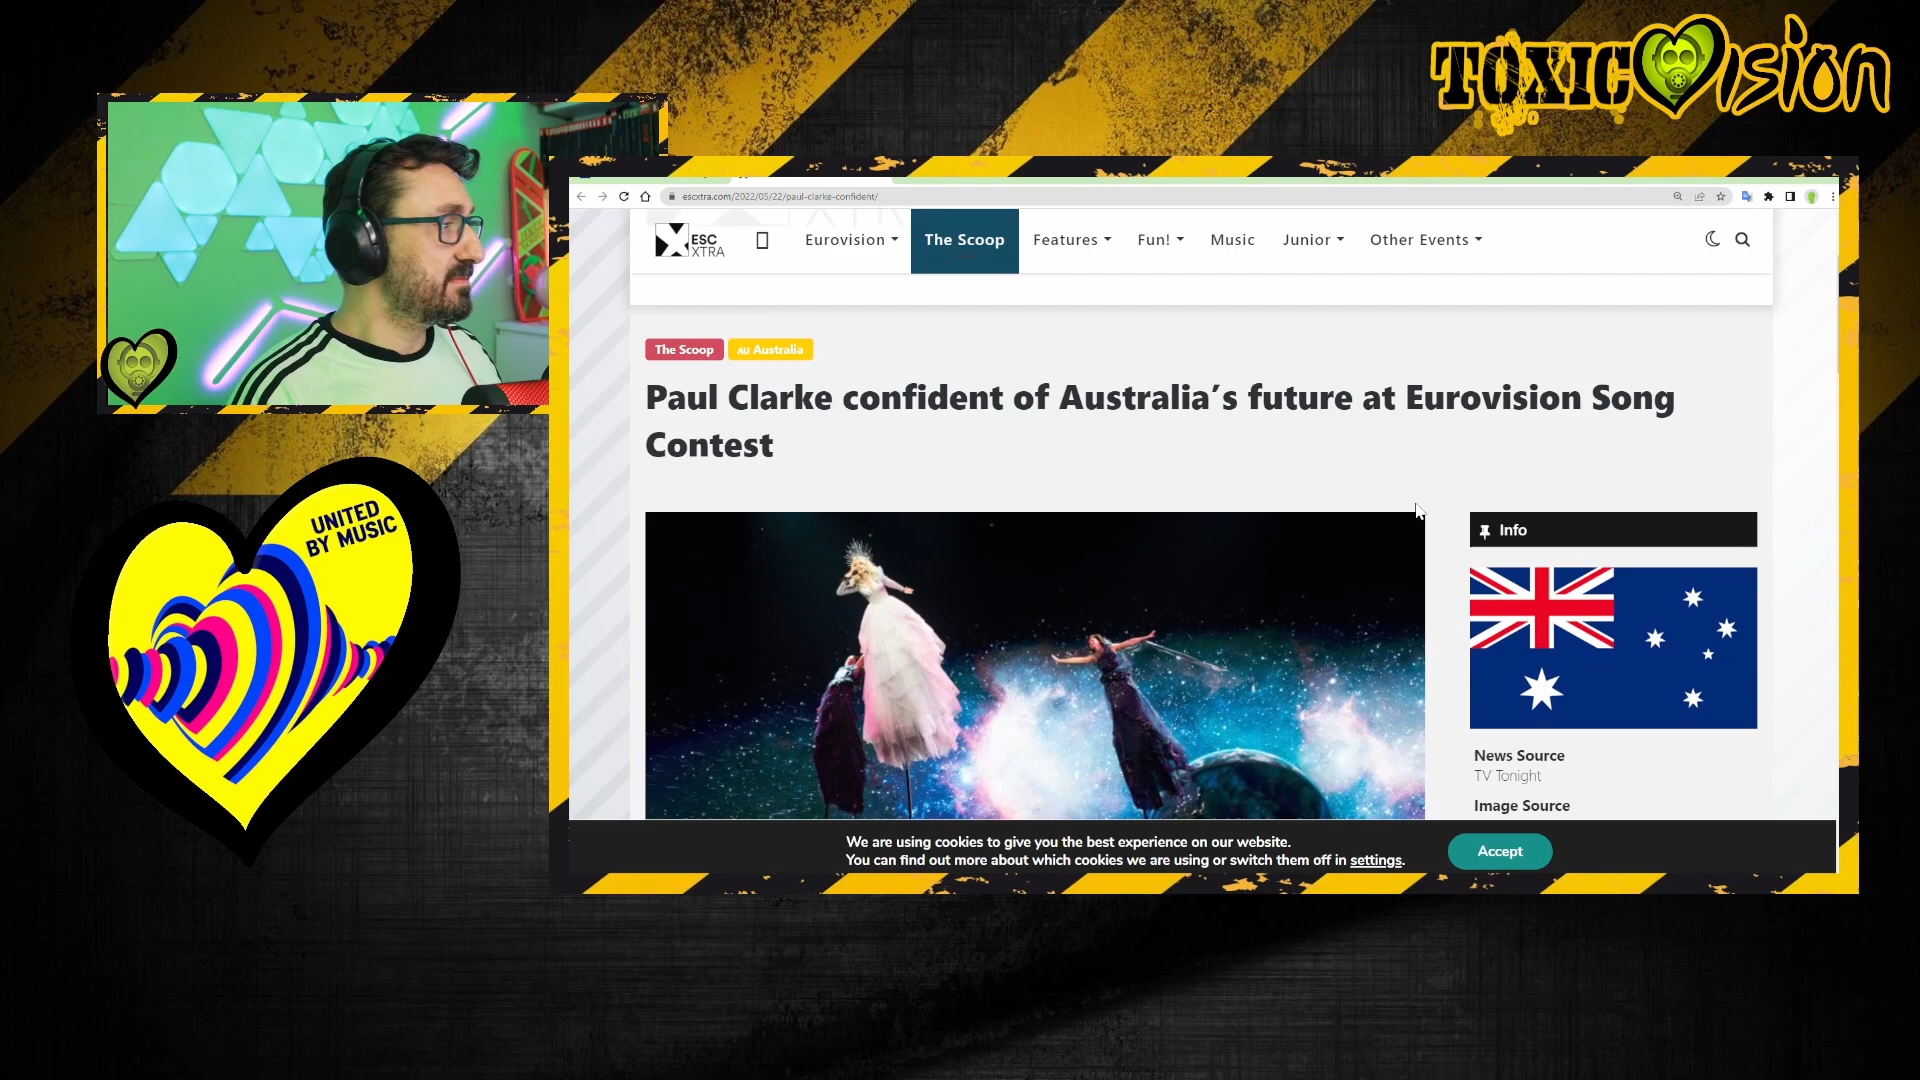 TOXIC Vision
escxtra.com/2022/05/22/paul-clarke-confident/
ESC
XTRA
Eurovision
The Scoop
Features
Fun!
Music
Junior
Other Events
The Scoop
AU Australia
Paul Clarke confident of Australia’s future at Eurovision Song
Contest
UNITED
BY MUSIC
Info
News Source
TV Tonight
Image Source
We are using cookies to give you the best experience on our website.
You can find out more about which cookies we are using or switch them off in settings.
Accept